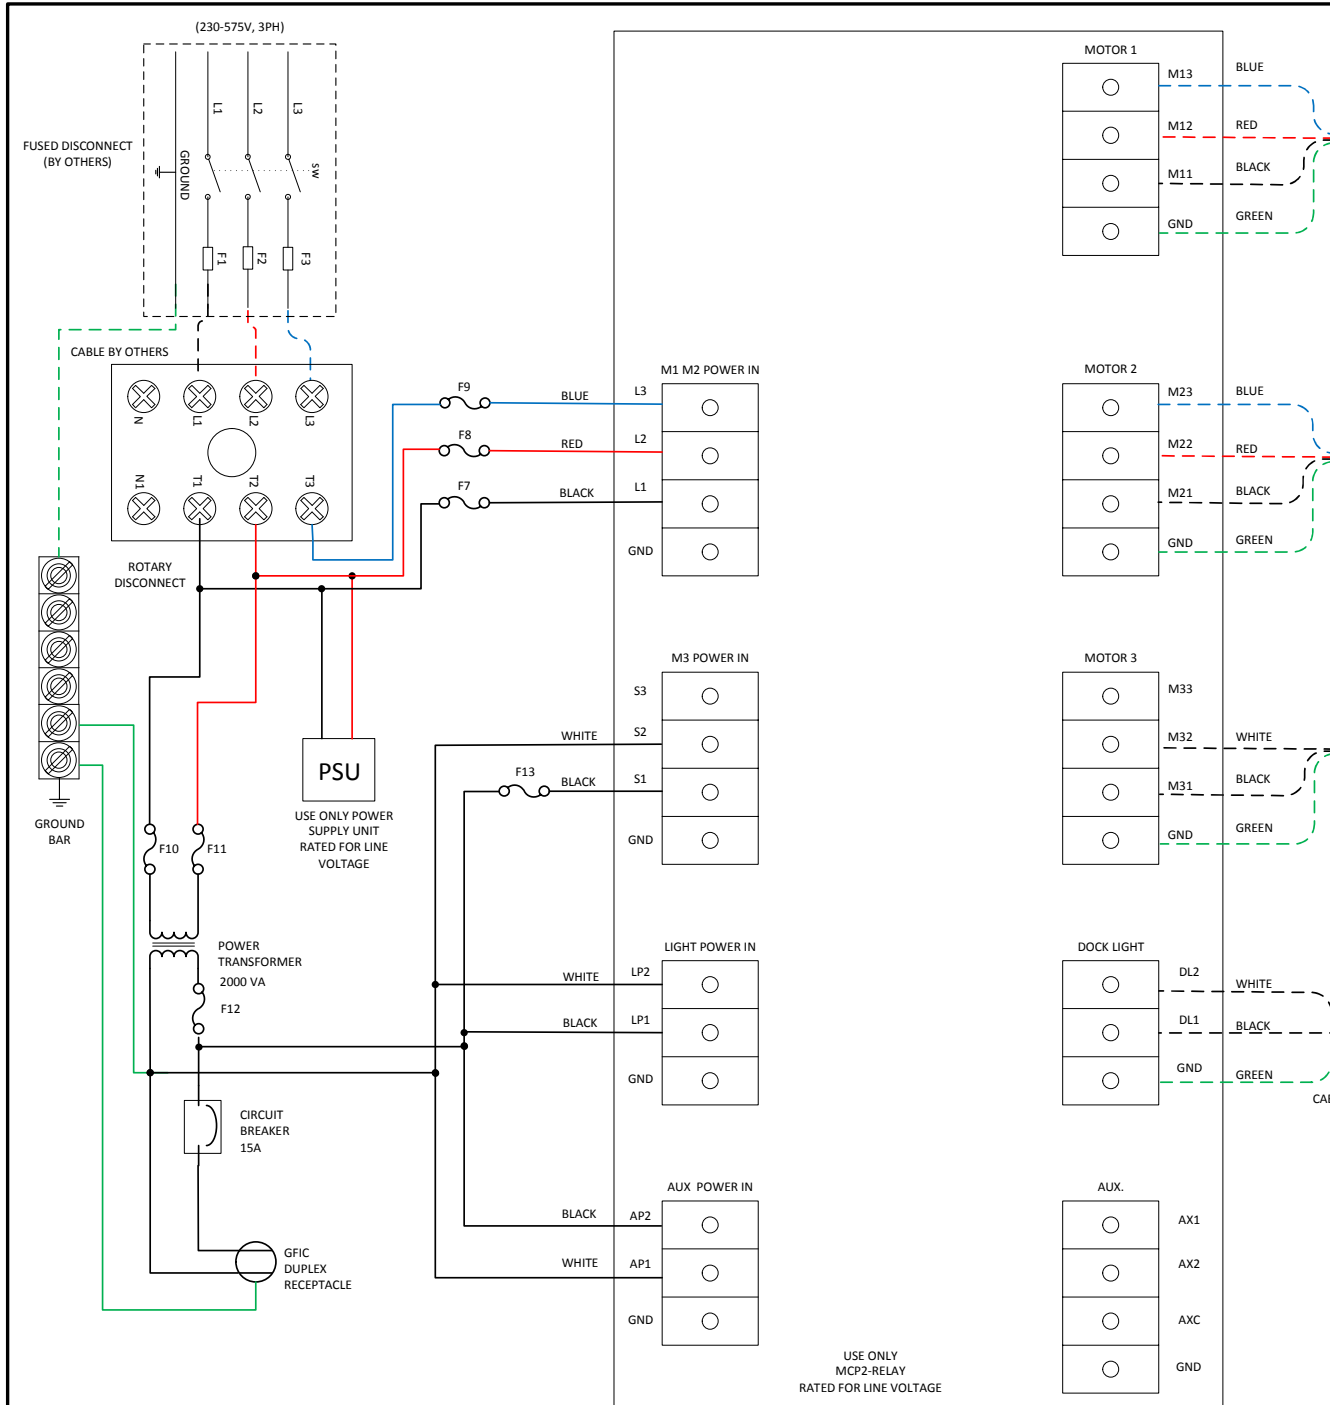 (230-575V, 3PH)
L1
L2
L3
GROUND
SW
F1
F2
F3
FUSED DISCONNECT
(BY OTHERS)
CABLE BY OTHERS
N
L1
L2
L3
N1
T1
T2
T3
ROTARY
DISCONNECT
GROUND
BAR
F9
F8
F7
BLUE
RED
BLACK
L3
L2
L1
GND
M1 M2 POWER IN
PSU
USE ONLY POWER
SUPPLY UNIT
RATED FOR LINE
VOLTAGE
F10
F11
POWER
TRANSFORMER
2000 VA
F12
CIRCUIT
BREAKER
15A
GFIC
DUPLEX
RECEPTACLE
F13
M3 POWER IN
S3
WHITE
S2
BLACK
S1
GND
LIGHT POWER IN
WHITE
LP2
BLACK
LP1
GND
AUX POWER IN
BLACK
AP2
WHITE
AP1
GND
USE ONLY
MCP2-RELAY
RATED FOR LINE VOLTAGE
MOTOR 1
M13
BLUE
M12
RED
M11
BLACK
GND
GREEN
MOTOR 2
M23
BLUE
M22
RED
M21
BLACK
GND
GREEN
MOTOR 3
M33
M32
WHITE
M31
BLACK
GND
GREEN
DOCK LIGHT
DL2
WHITE
DL1
BLACK
GND
GREEN
AUX.
AX1
AX2
AXC
GND